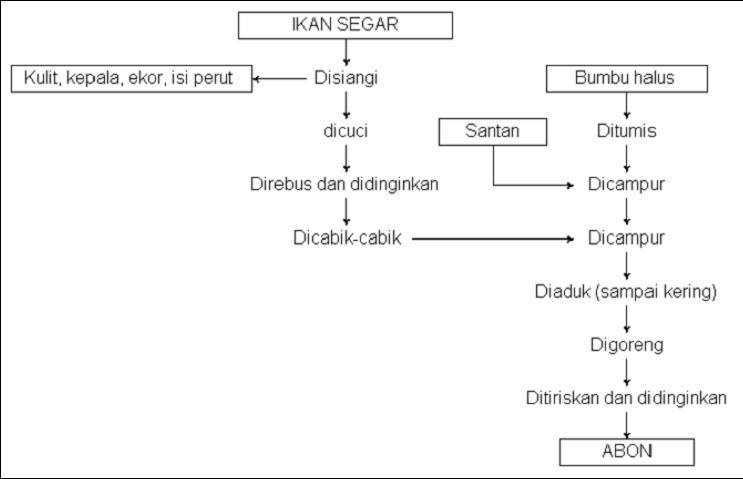 IKAN SEGAR
Kulit, kepala, ekor, isi perut
Disiangi
Bumbu halus
dicuci
Santan
Ditumis
Direbus dan didinginkan
Dicampur
Dicabik-cabik
Dicampur
Diaduk (sampai kering)
Digoreng
Ditiriskan dan didinginkan
ABON